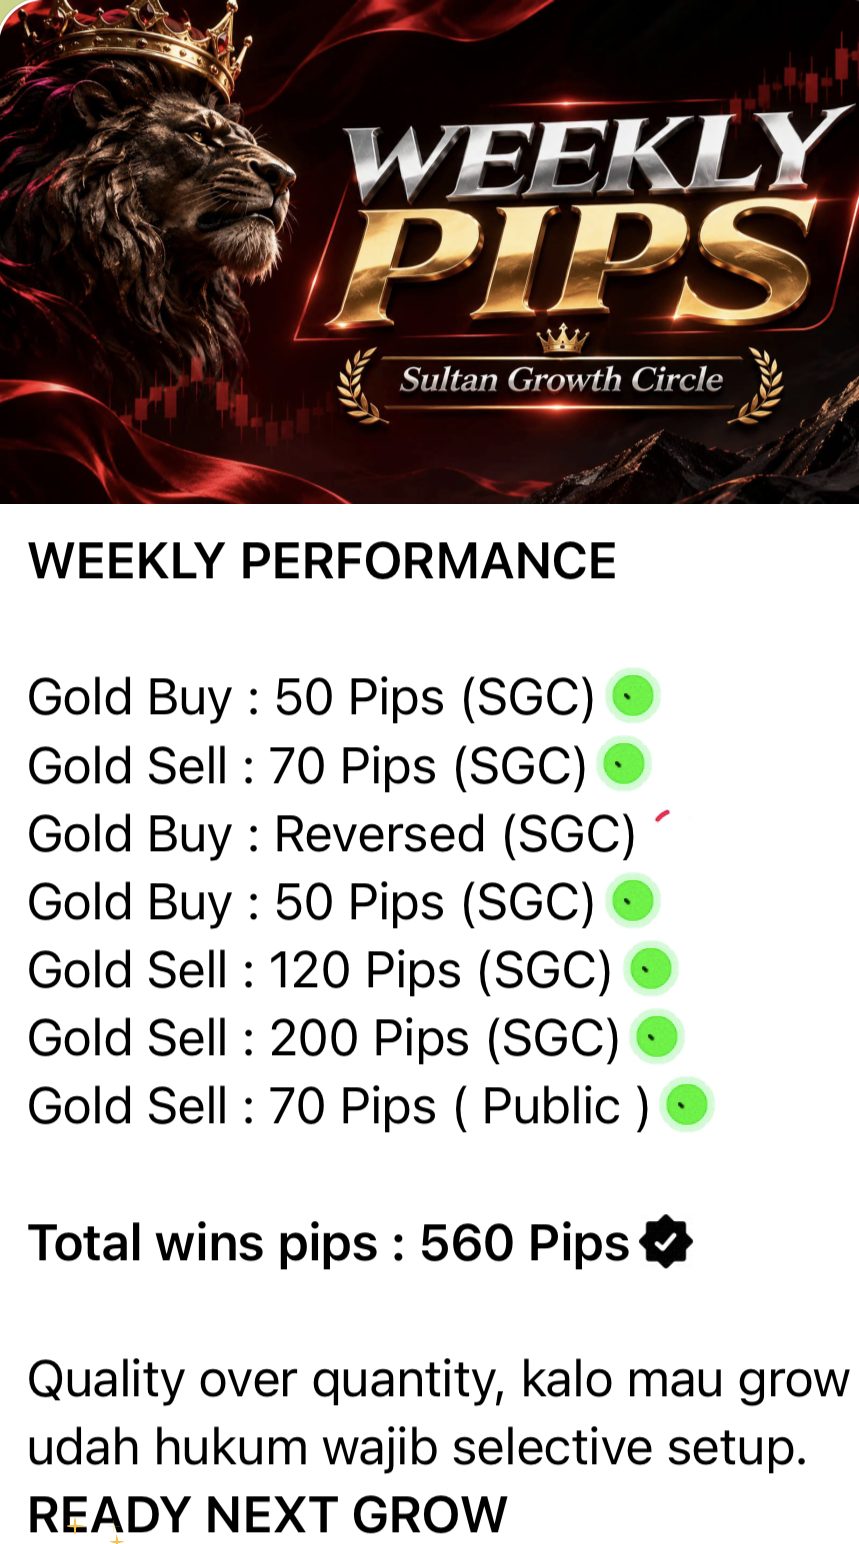 WEEKLY
PIPS
Sultan Growth Circle
WEEKLY PERFORMANCE
Gold Buy : 50 Pips (SGC)
Gold Sell : 70 Pips (SGC)
Gold Buy : Reversed (SGC)
Gold Buy : 50 Pips (SGC)
Gold Sell : 120 Pips (SGC)
Gold Sell : 200 Pips (SGC)
Gold Sell : 70 Pips ( Public )
Total wins pips : 560 Pips
Quality over quantity, kalo mau grow
udah hukum wajib selective setup.
READY NEXT GROW